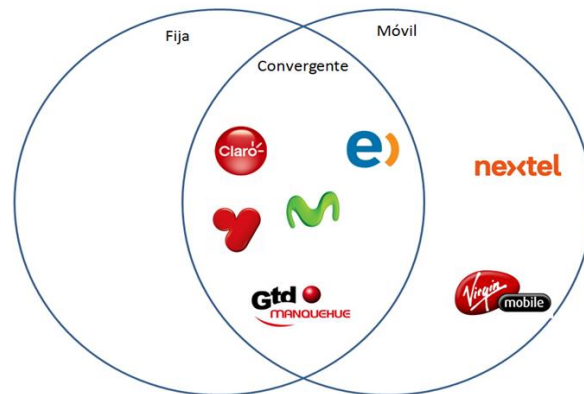 Fija
Móvil
Convergente
Claro
e)
nextel
Gtd
MANQUEHUE
Virgin
mobile